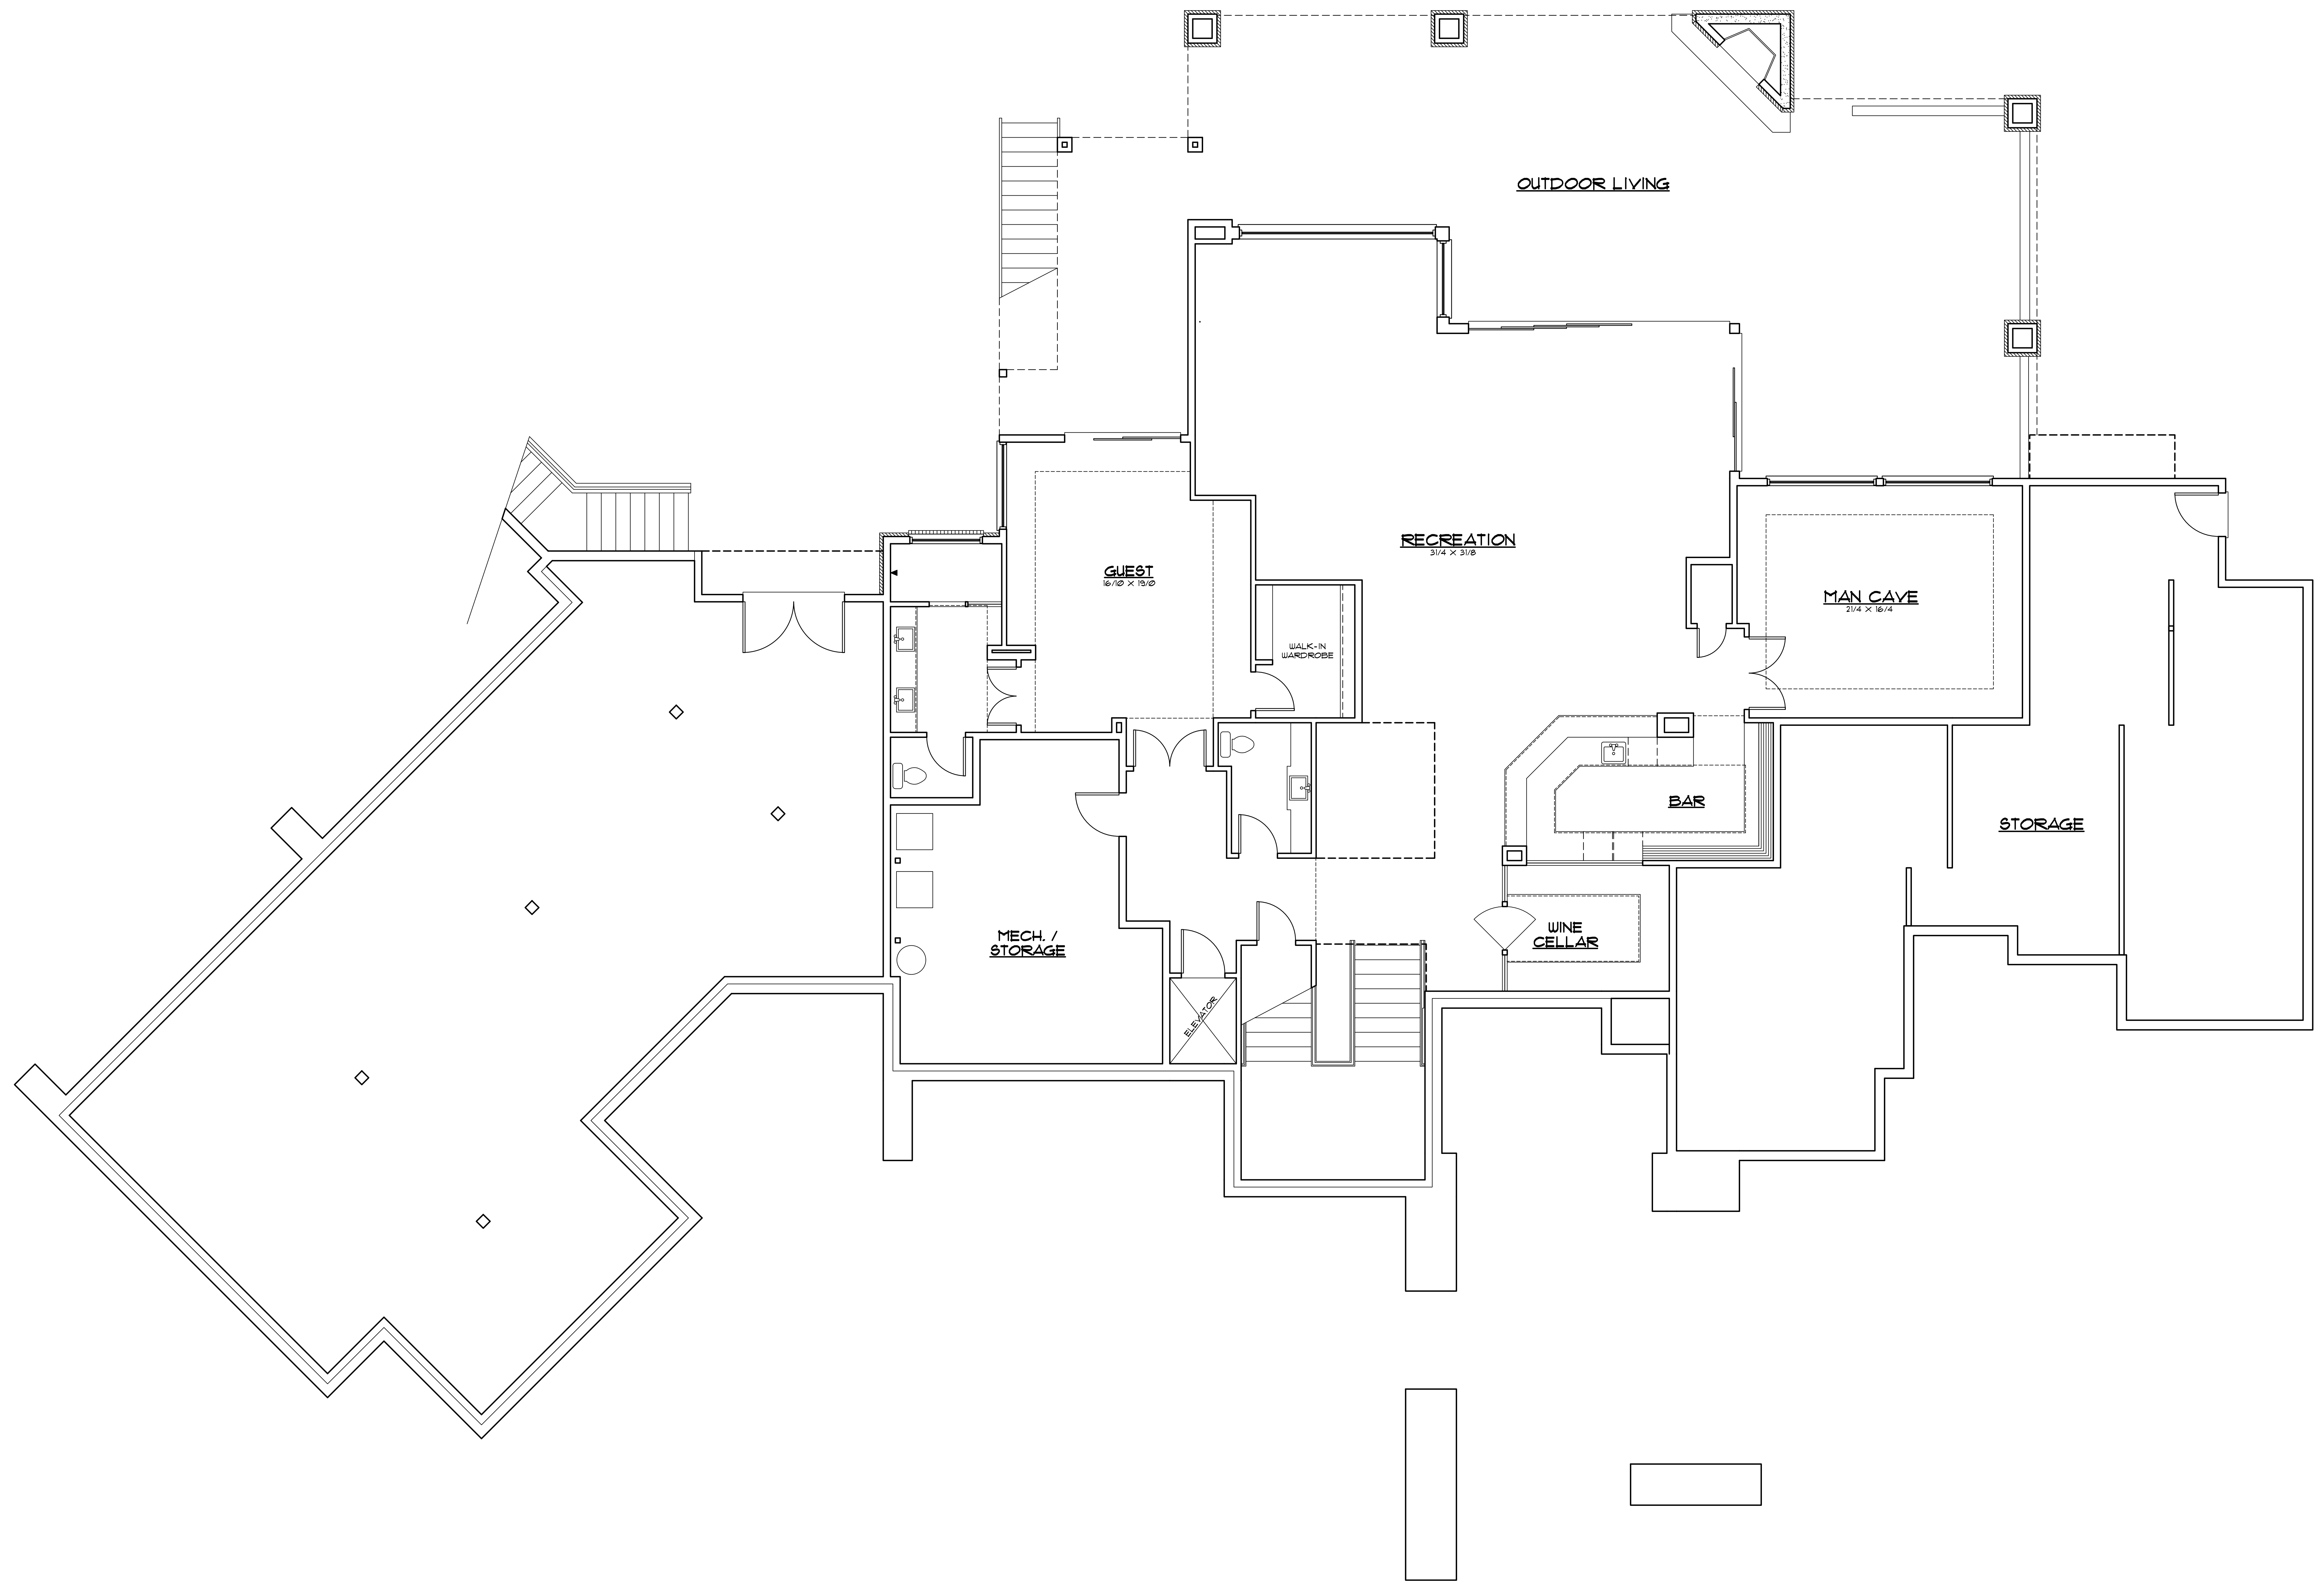 OUTDOOR LIVING
RECREATION
31/4 X 31/8
GUEST
16/10 X 19/0
MAN CAVE
21/4 X 16/4
WALK-IN
WARDROBE
BAR
STORAGE
MECH. /
STORAGE
WINE
CELLAR
ELEVATOR